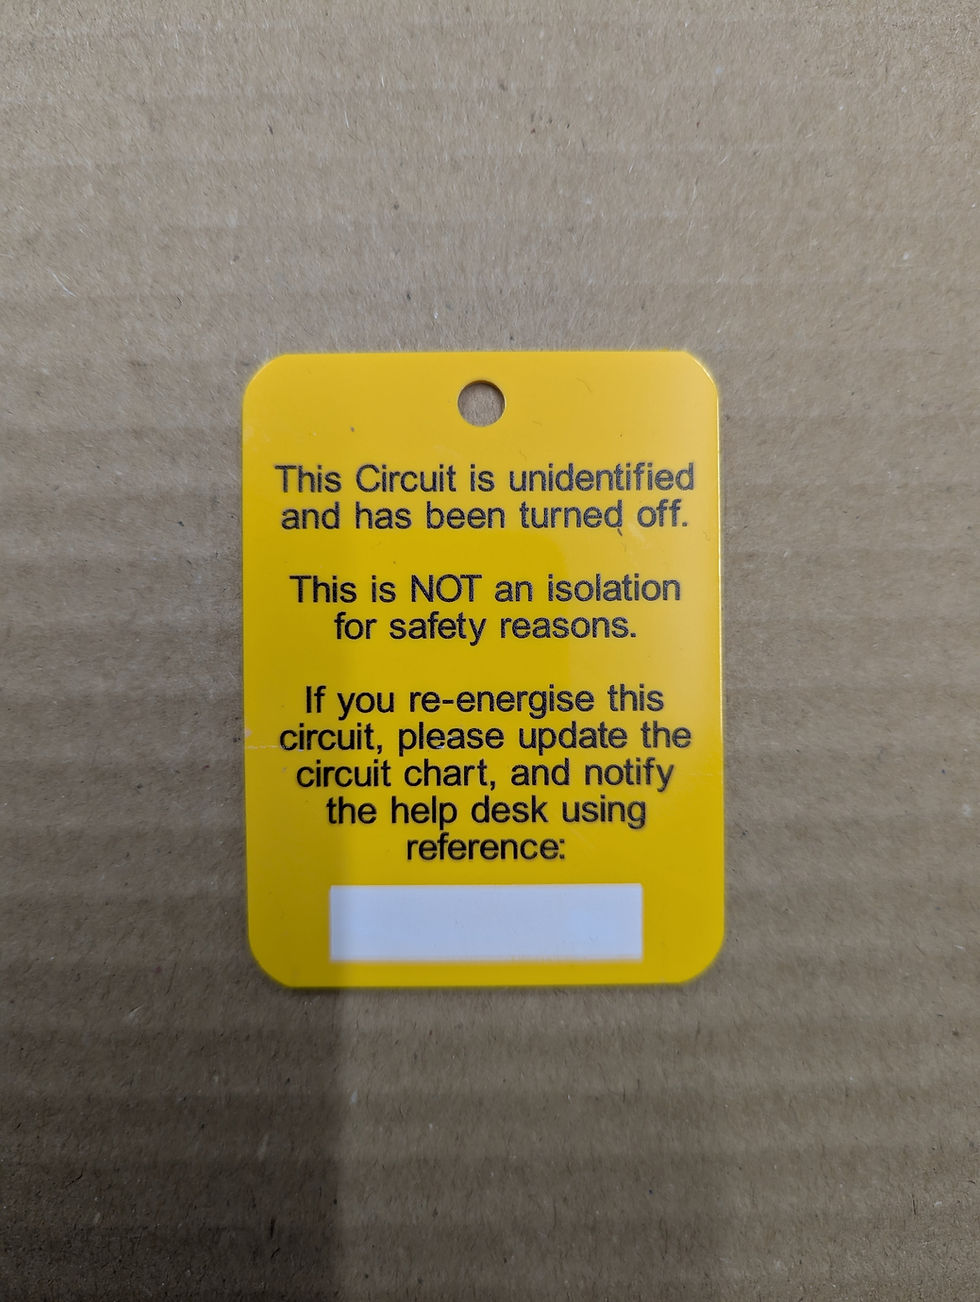 This Circuit is unidentified
and has been turned off.
This is NOT an isolation
for safety reasons.
If you re-energise this
circuit, please update the
circuit chart, and notify
the help desk using
reference: